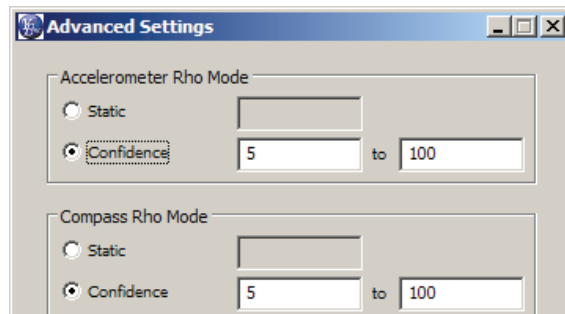 Advanced Settings
Accelerometer Rho Mode
Static
Confidence 5 to 100
Compass Rho Mode
Static
Confidence 5 to 100